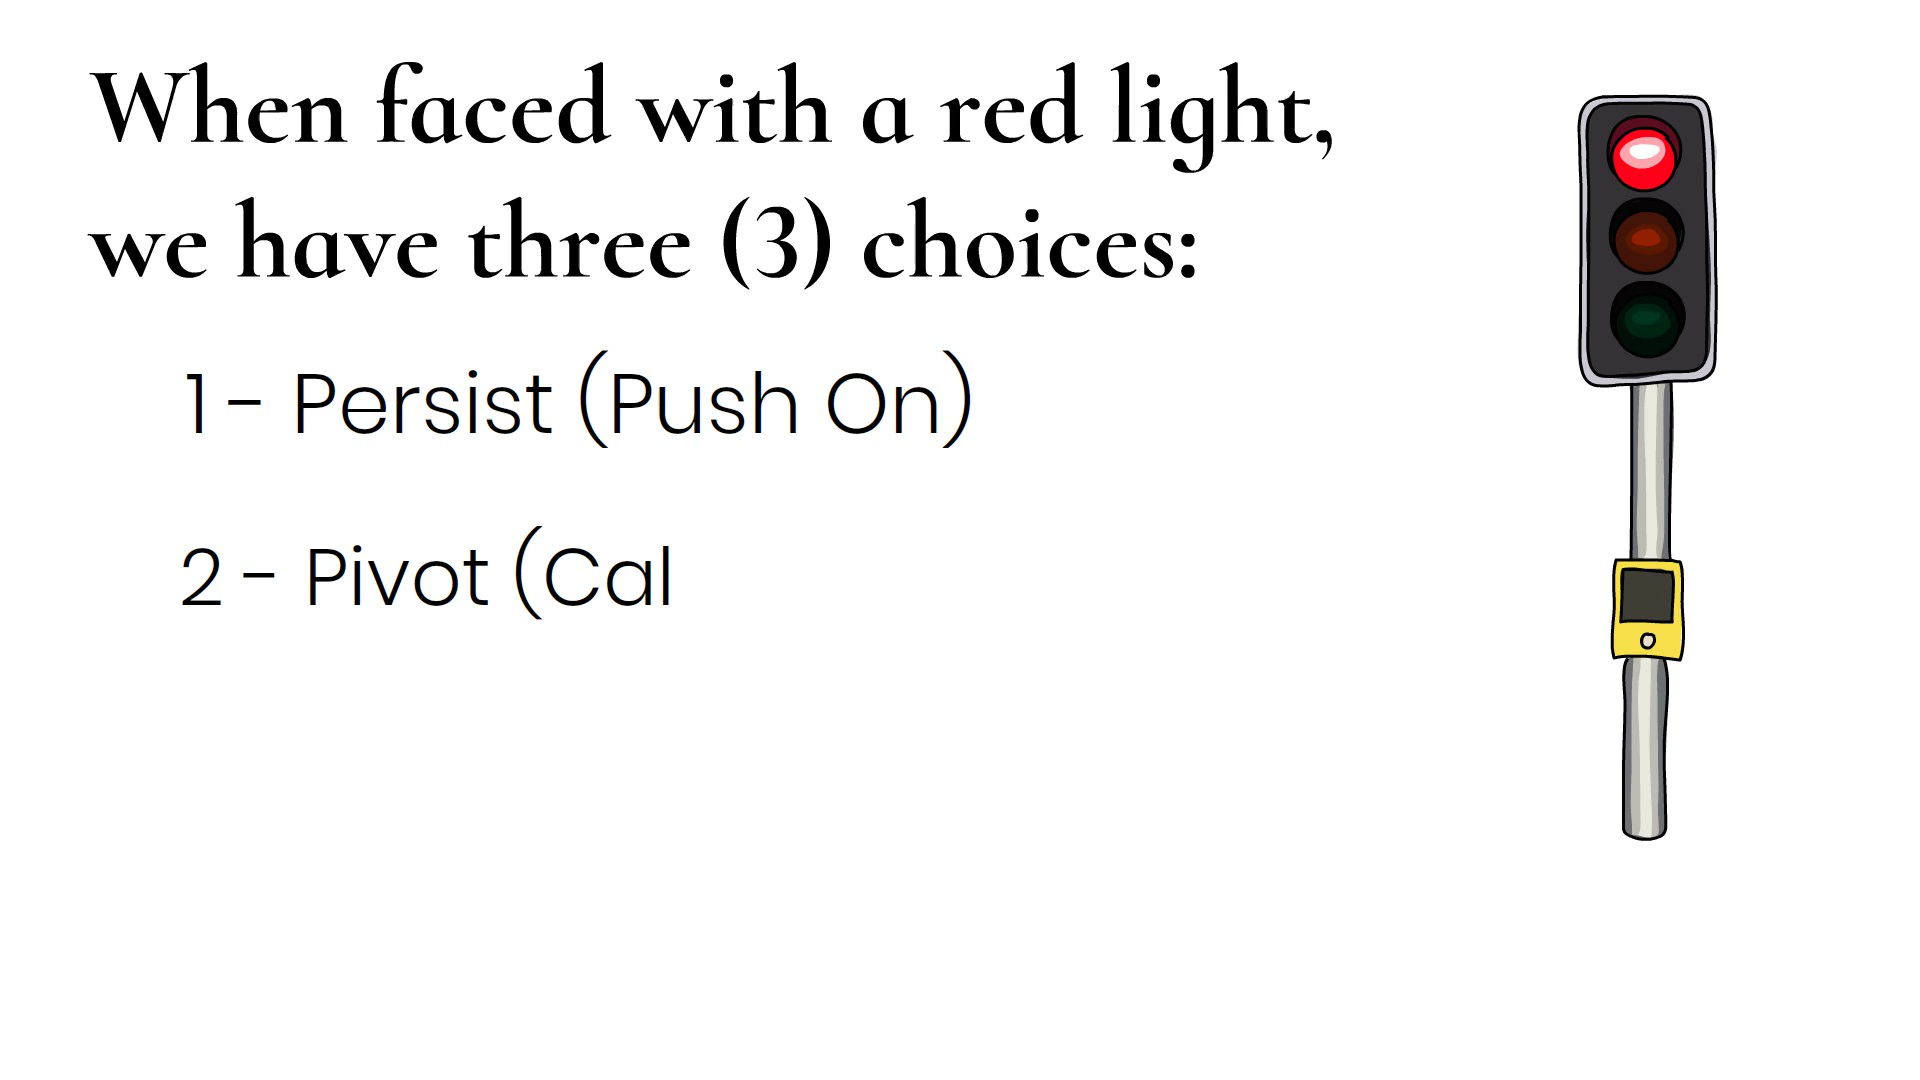 When faced with a red light,
we have three (3) choices:
1 - Persist (Push On)
2 - Pivot (Cal